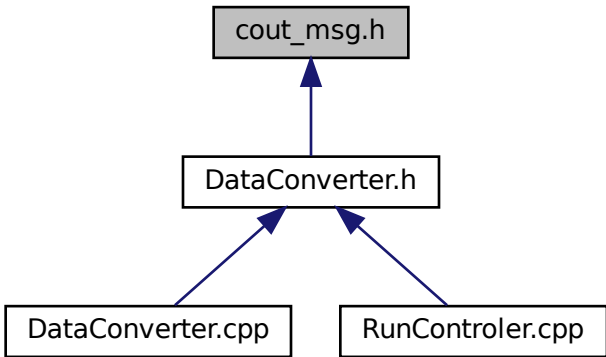 cout_msg.h
DataConverter.h
DataConverter.cpp
RunControler.cpp